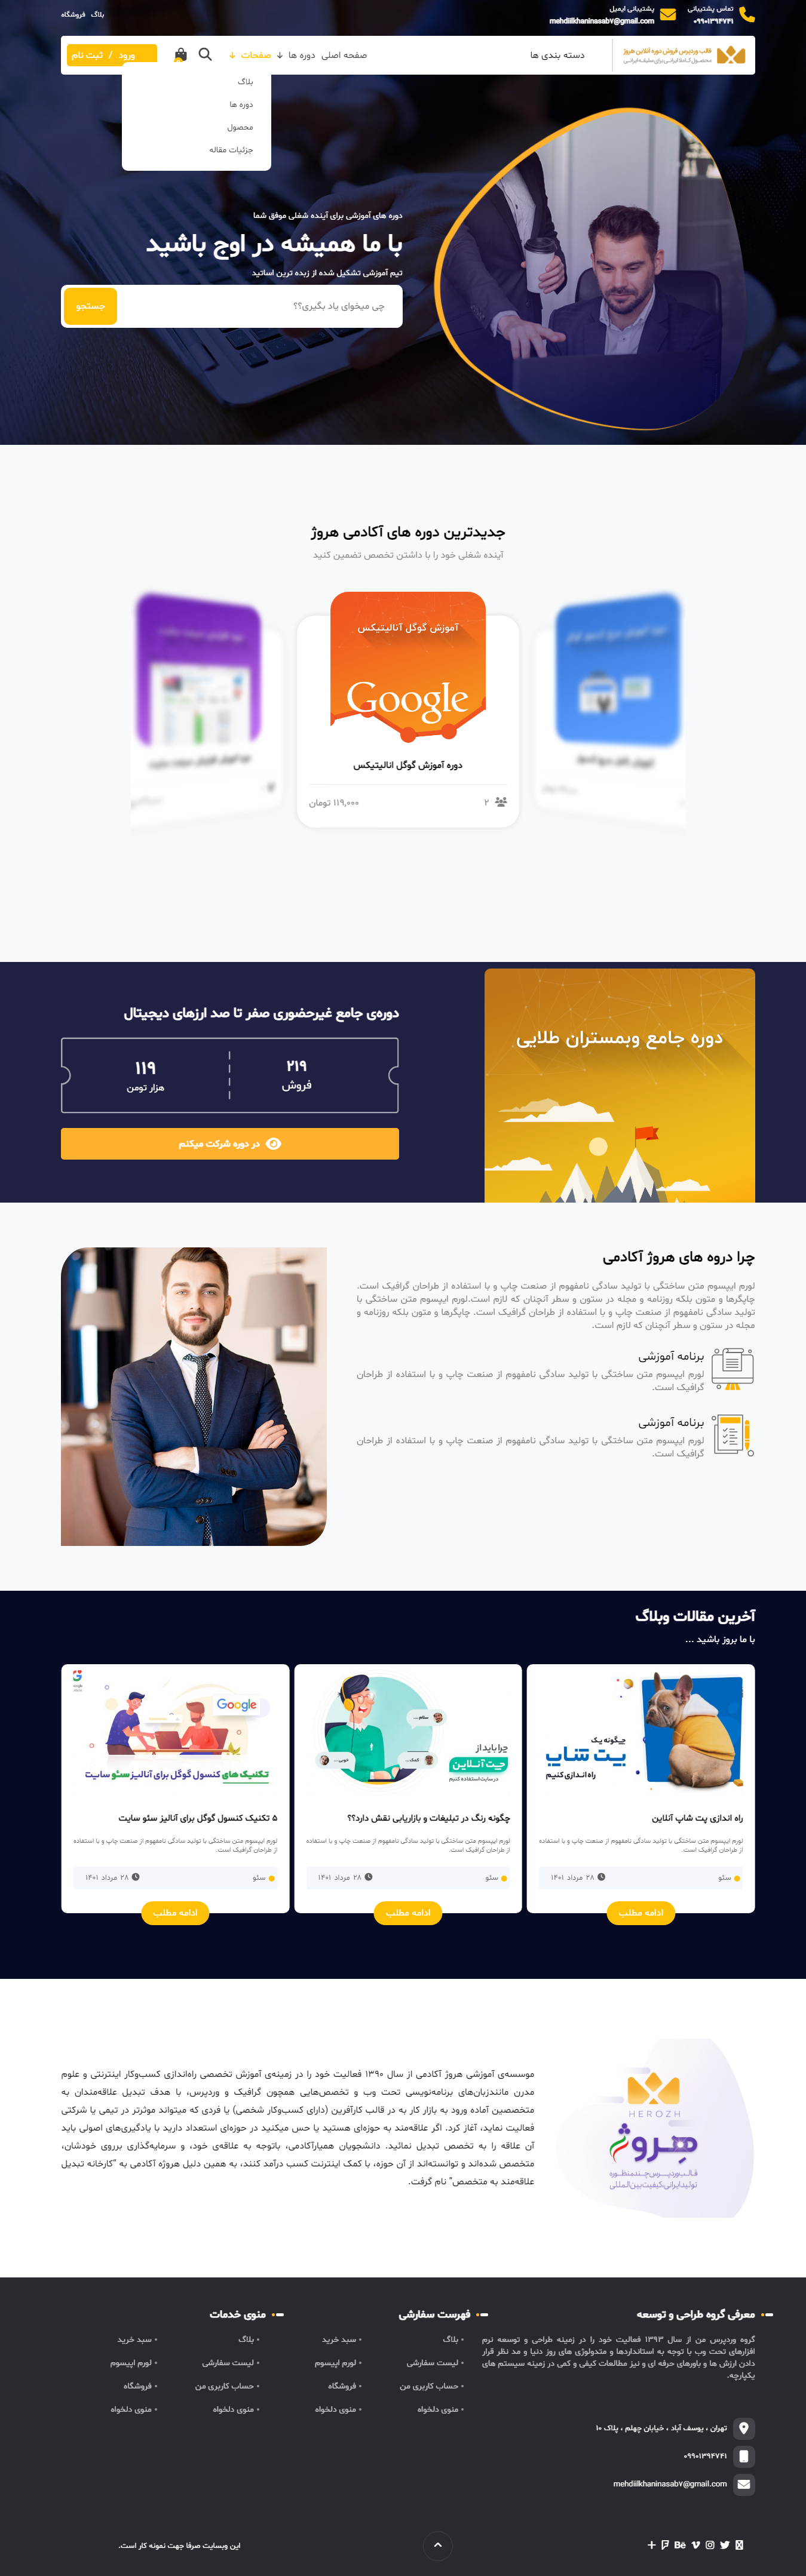 تماس پشتیبانی
۰۹۹۰۱۳۹۴۷۴۱
پشتیبانی ایمیل
mehdiilkhaninasab7@gmail.com
بلاگ
فروشگاه
قالب وردپرس فروش دوره آنلاین هروژ
محصول کاملا ایرانی برای سلیقه ایرانی
دسته بندی ها
صفحه اصلی
دوره ها
صفحات
ورود / ثبت نام
بلاگ
دوره ها
محصول
جزئیات مقاله
دوره های آموزشی برای آینده شغلی موفق شما
با ما همیشه در اوج باشید
تیم آموزشی تشکیل شده از زبده ترین اساتید
چی میخوای یاد بگیری؟؟
جستجو
جدیدترین دوره های آکادمی هروژ
آینده شغلی خود را با داشتن تخصص تضمین کنید
آموزش گوگل آنالیتیکس
Google
دوره آموزش گوگل انالیتیکس
۲
۱۱۹,۰۰۰ تومان
دوره جامع وبمستران طلایی
دوره‌ی جامع غیرحضوری صفر تا صد ارزهای دیجیتال
۲۱۹
فروش
۱۱۹
هزار تومن
در دوره شرکت میکنم
چرا دروه های هروژ آکادمی
لورم ایپسوم متن ساختگی با تولید سادگی نامفهوم از صنعت چاپ و با استفاده از طراحان گرافیک است.
چاپگرها و متون بلکه روزنامه و مجله در ستون و سطر آنچنان که لازم است.لورم ایپسوم متن ساختگی با
تولید سادگی نامفهوم از صنعت چاپ و با استفاده از طراحان گرافیک است. چاپگرها و متون بلکه روزنامه و
مجله در ستون و سطر آنچنان که لازم است.
برنامه آموزشی
لورم ایپسوم متن ساختگی با تولید سادگی نامفهوم از صنعت چاپ و با استفاده از طراحان
گرافیک است.
برنامه آموزشی
لورم ایپسوم متن ساختگی با تولید سادگی نامفهوم از صنعت چاپ و با استفاده از طراحان
گرافیک است.
آخرین مقالات وبلاگ
با ما بروز باشید ...
چگونه یک
پت شاپ
راه اندازی کنیم
راه اندازی پت شاپ آنلاین
لورم ایپسوم متن ساختگی با تولید سادگی نامفهوم از صنعت چاپ و با استفاده
از طراحان گرافیک است.
سئو
۲۸ مرداد ۱۴۰۱
ادامه مطلب
سلام ...
چرا باید از
چت آنلاین
در سایت استفاده کنیم
کمک ...
خوبی ...
چگونه رنگ در تبلیغات و بازاریابی نقش دارد؟؟
لورم ایپسوم متن ساختگی با تولید سادگی نامفهوم از صنعت چاپ و با استفاده
از طراحان گرافیک است.
سئو
۲۸ مرداد ۱۴۰۱
ادامه مطلب
Google
تکنیک های کنسول گوگل برای آنالیز سئو سایت
۵ تکنیک کنسول گوگل برای آنالیز سئو سایت
لورم ایپسوم متن ساختگی با تولید سادگی نامفهوم از صنعت چاپ و با استفاده
از طراحان گرافیک است.
سئو
۲۸ مرداد ۱۴۰۱
ادامه مطلب
HEROZH
هروژ
قالب وردپرس چند منظوره
تولید ایرانی، کیفیت بین المللی
موسسه‌ی آموزشی هروژ آکادمی از سال ۱۳۹۰ فعالیت خود را در زمینه‌ی آموزش تخصصی راه‌اندازی کسب‌وکار اینترنتی و علوم
مدرن مانندزبان‌های برنامه‌نویسی تحت وب و تخصص‌هایی همچون گرافیک و وردپرس، با هدف تبدیل علاقه‌مندان به
متخصصین آماده ورود به بازار کار به در قالب کارآفرین (دارای کسب‌وکار شخصی) یا فردی که میتواند موثرتر در تیمی یا شرکتی
فعالیت نماید، آغاز کرد. اگر علاقه‌مند به حوزه‌ای هستید یا حس میکنید در حوزه‌ای استعداد دارید با یادگیری‌های اصولی باید
آن علاقه را به تخصص تبدیل نمائید. دانشجویان همیارآکادمی، باتوجه به علاقه‌ی خود، و سرمایه‌گذاری برروی خودشان،
متخصص شده‌اند و توانسته‌اند از آن حوزه، با کمک اینترنت کسب درآمد کنند، به همین دلیل هروژه آکادمی به "کارخانه تبدیل
علاقه‌مند به متخصص" نام گرفت.
معرفی گروه طراحی و توسعه
گروه وردپرس من از سال ۱۳۹۳ فعالیت خود را در زمینه طراحی و توسعه نرم
افزارهای تحت وب با توجه به استانداردها و متدولوژی های روز دنیا و مد نظر قرار
دادن ارزش ها و باورهای حرفه ای و نیز مطالعات کیفی و کمی در زمینه سیستم های
یکپارچه.
تهران ، یوسف آباد ، خیابان چهلم ، پلاک ۱۰
۰۹۹۰۱۳۹۴۷۴۱
mehdiilkhaninasab7@gmail.com
فهرست سفارشی
بلاگ
سبد خرید
لیست سفارشی
لورم اپیسوم
حساب کاربری من
فروشگاه
منوی دلخواه
منوی دلخواه
منوی خدمات
بلاگ
سبد خرید
لیست سفارشی
لورم اپیسوم
حساب کاربری من
فروشگاه
منوی دلخواه
منوی دلخواه
این وبسایت صرفا جهت نمونه کار است.